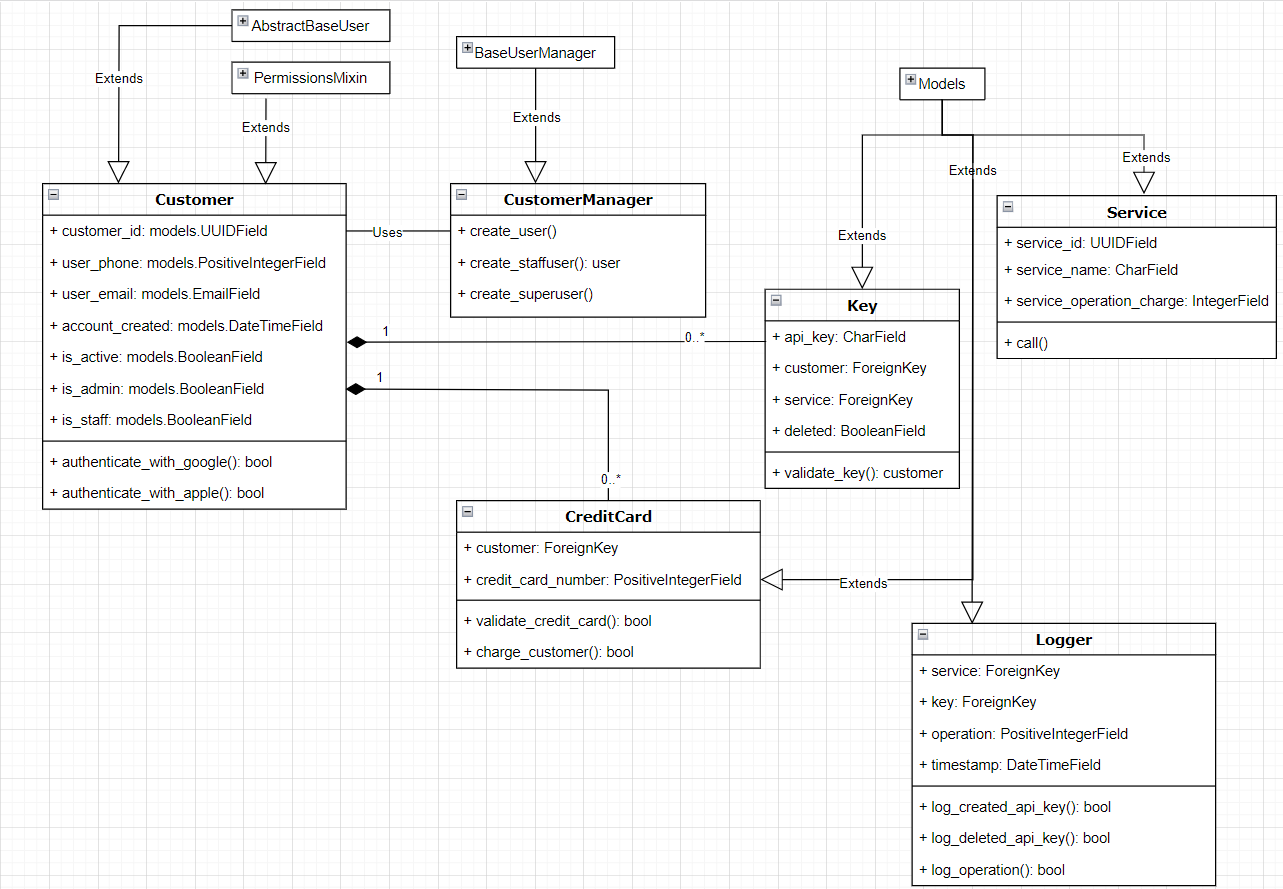 AbstractBaseUser
BaseUserManager
PermissionsMixin
Models
Extends
Extends
Extends
Extends
Extends
Extends
Extends
Customer
+ customer_id: models.UUIDField
+ user_phone: models.PositiveIntegerField
+ user_email: models.EmailField
+ account_created: models.DateTimeField
+ is_active: models.BooleanField
+ is_admin: models.BooleanField
+ is_staff: models.BooleanField
+ authenticate_with_google(): bool
+ authenticate_with_apple(): bool
Uses
CustomerManager
+ create_user()
+ create_staffuser(): user
+ create_superuser()
1
0..*
1
0..*
Key
+ api_key: CharField
+ customer: ForeignKey
+ service: ForeignKey
+ deleted: BooleanField
+ validate_key(): customer
Service
+ service_id: UUIDField
+ service_name: CharField
+ service_operation_charge: IntegerField
+ call()
CreditCard
+ customer: ForeignKey
+ credit_card_number: PositiveIntegerField
+ validate_credit_card(): bool
+ charge_customer(): bool
Logger
+ service: ForeignKey
+ key: ForeignKey
+ operation: PositiveIntegerField
+ timestamp: DateTimeField
+ log_created_api_key(): bool
+ log_deleted_api_key(): bool
+ log_operation(): bool